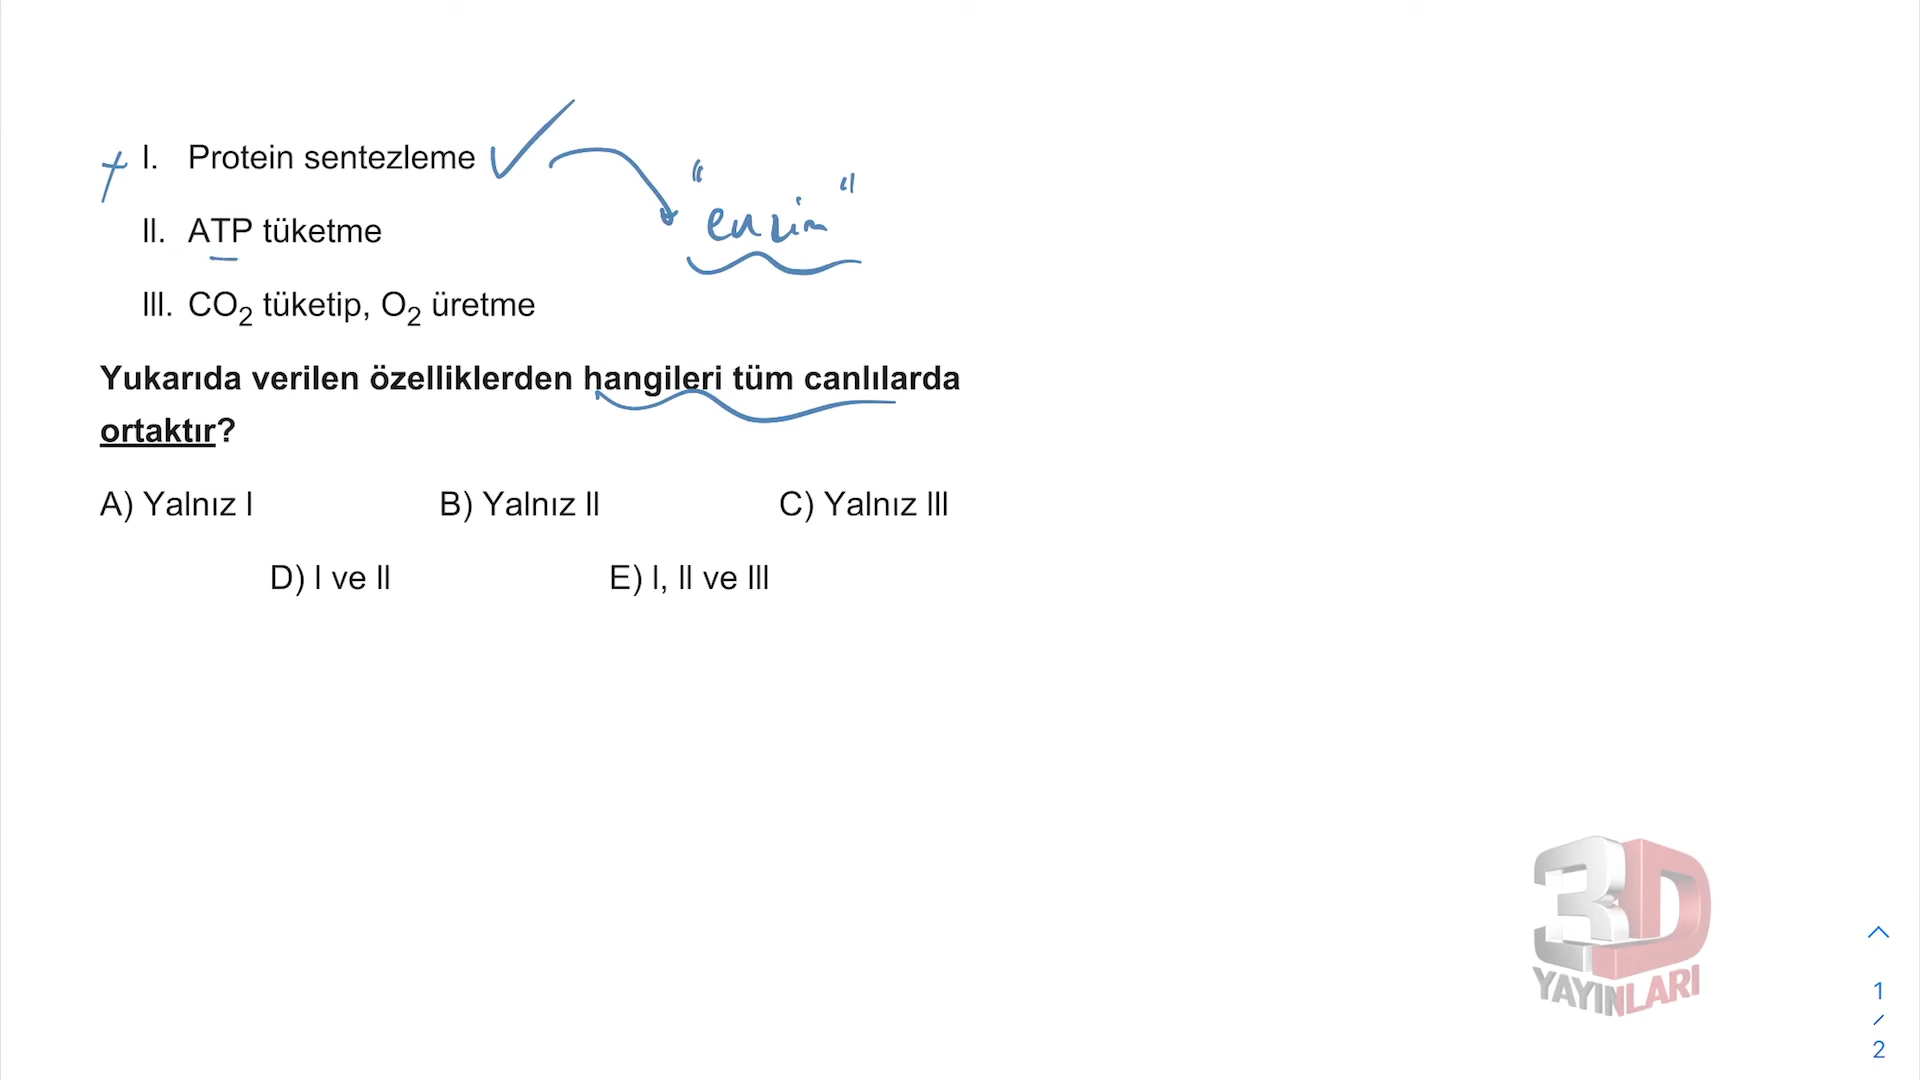 I. Protein sentezleme
"enzim"
II. ATP tüketme
III. CO₂ tüketip, O₂ üretme
Yukarıda verilen özelliklerden hangileri tüm canlılarda
ortaktır?
A) Yalnız I B) Yalnız II C) Yalnız III
D) I ve II E) I, II ve III
3D
YAYINLARI
1
/
2